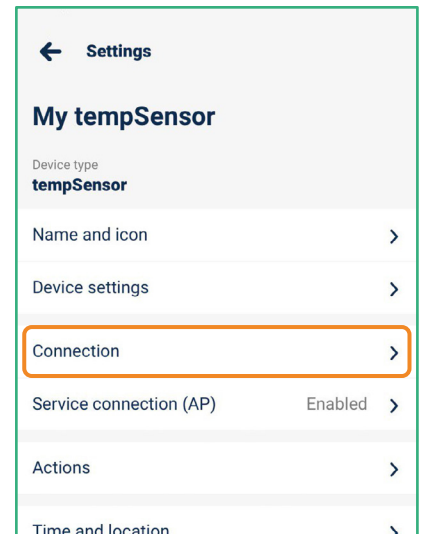 Settings
My tempSensor
Device type
tempSensor
Name and icon
Device settings
Connection
Service connection (AP) Enabled
Actions
Time and location